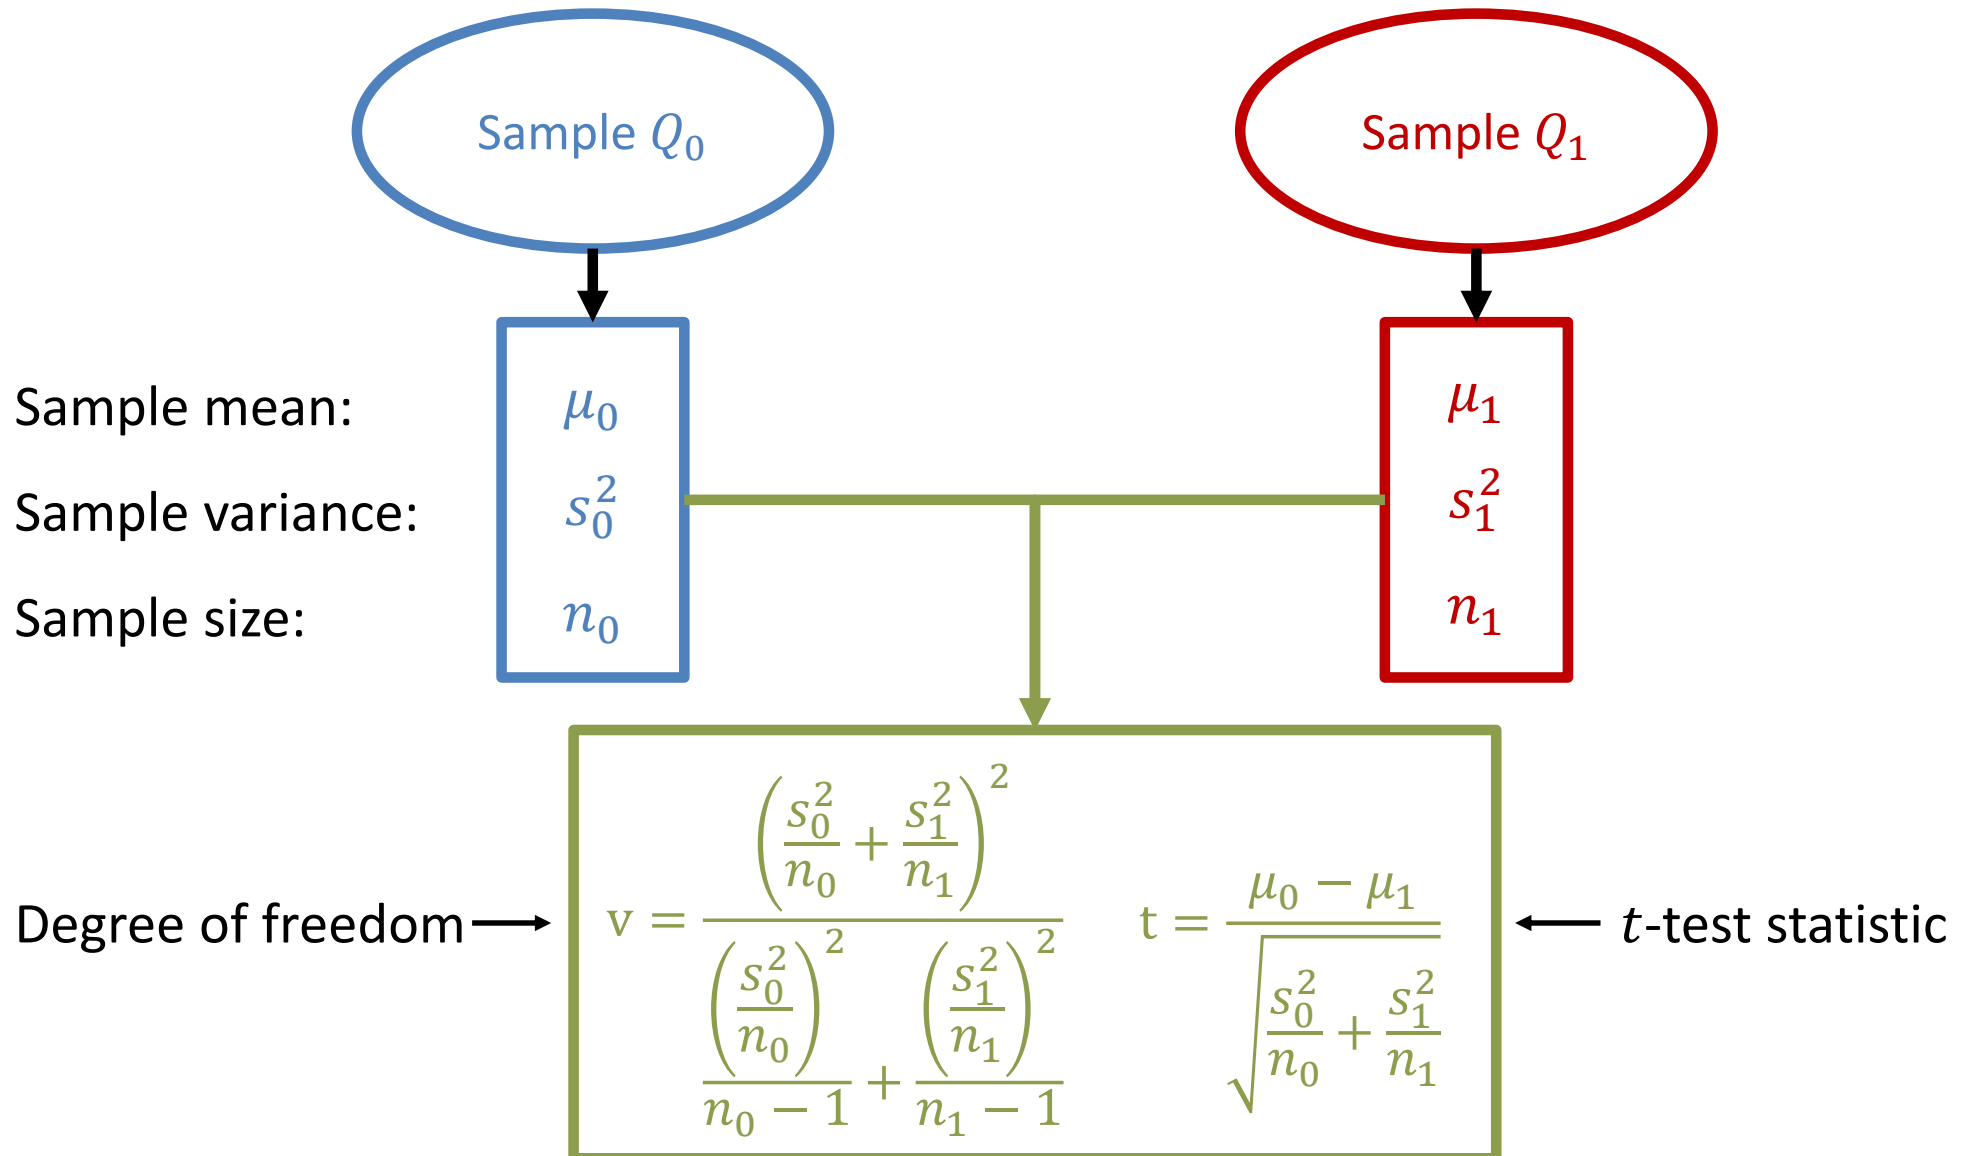 Sample Q₀
Sample Q₁
Sample mean: μ₀ μ₁
Sample variance: s₀² s₁²
Sample size: n₀ n₁
Degree of freedom
v = (s₀²/n₀ + s₁²/n₁)² / ((s₀²/n₀)²/(n₀ − 1) + (s₁²/n₁)²/(n₁ − 1))
t = (μ₀ − μ₁) / √(s₀²/n₀ + s₁²/n₁)
t-test statistic